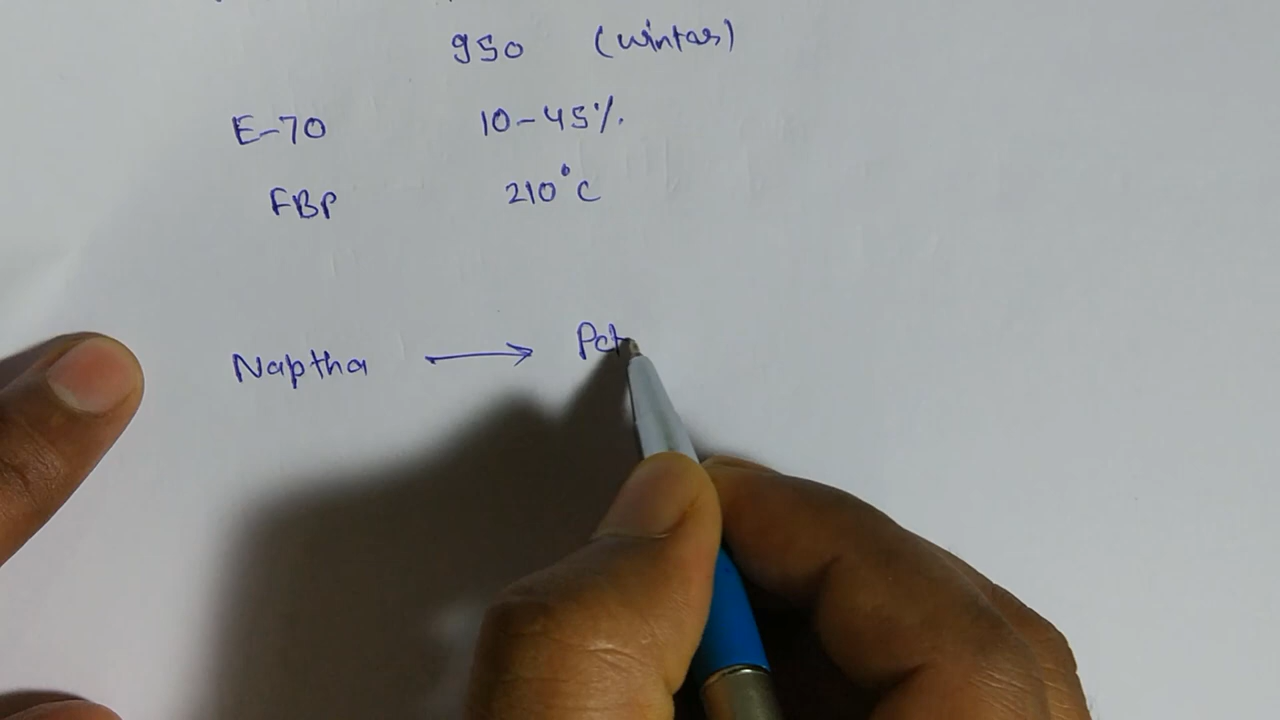 950 (winter)
E-70 10-45%.
FBP 210°C
Naptha → Pet